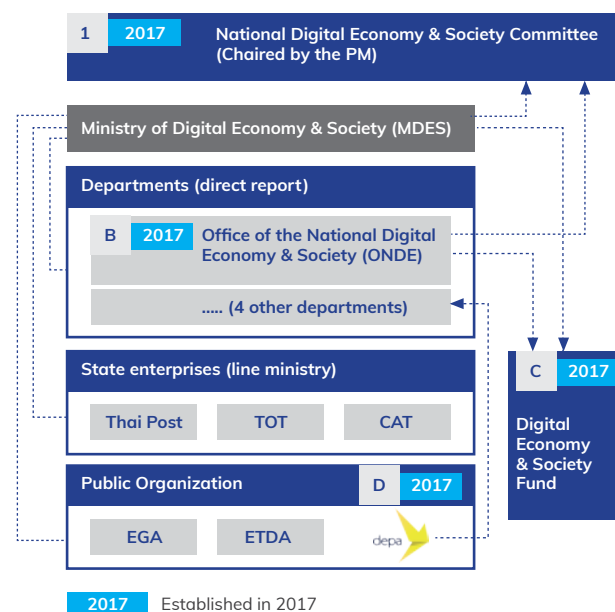 1 2017 National Digital Economy & Society Committee
(Chaired by the PM)
Ministry of Digital Economy & Society (MDES)
Departments (direct report)
B 2017 Office of the National Digital
Economy & Society (ONDE)
..... (4 other departments)
State enterprises (line ministry)
Thai Post TOT CAT
C 2017
Digital
Economy
& Society
Fund
Public Organization D 2017
EGA ETDA depa
2017 Established in 2017